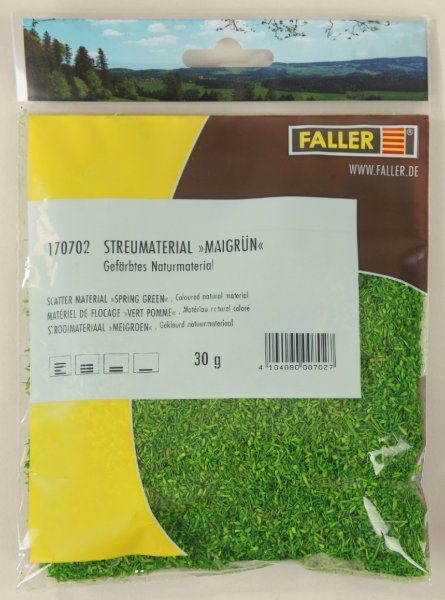 FALLER
WWW.FALLER.DE
170702 STREUMATERIAL »MAIGRÜN«
Gefärbtes Naturmaterial
SCATTER MATERIAL »SPRING GREEN« . Coloured natural material
MATÉRIEL DE FLOCAGE »VERT POMME« . Matériau natural coloré
STROOIMATERIAAL »MEIGROEN« . Gekleurd natuurmateriaal
30 g
4 104090 007027